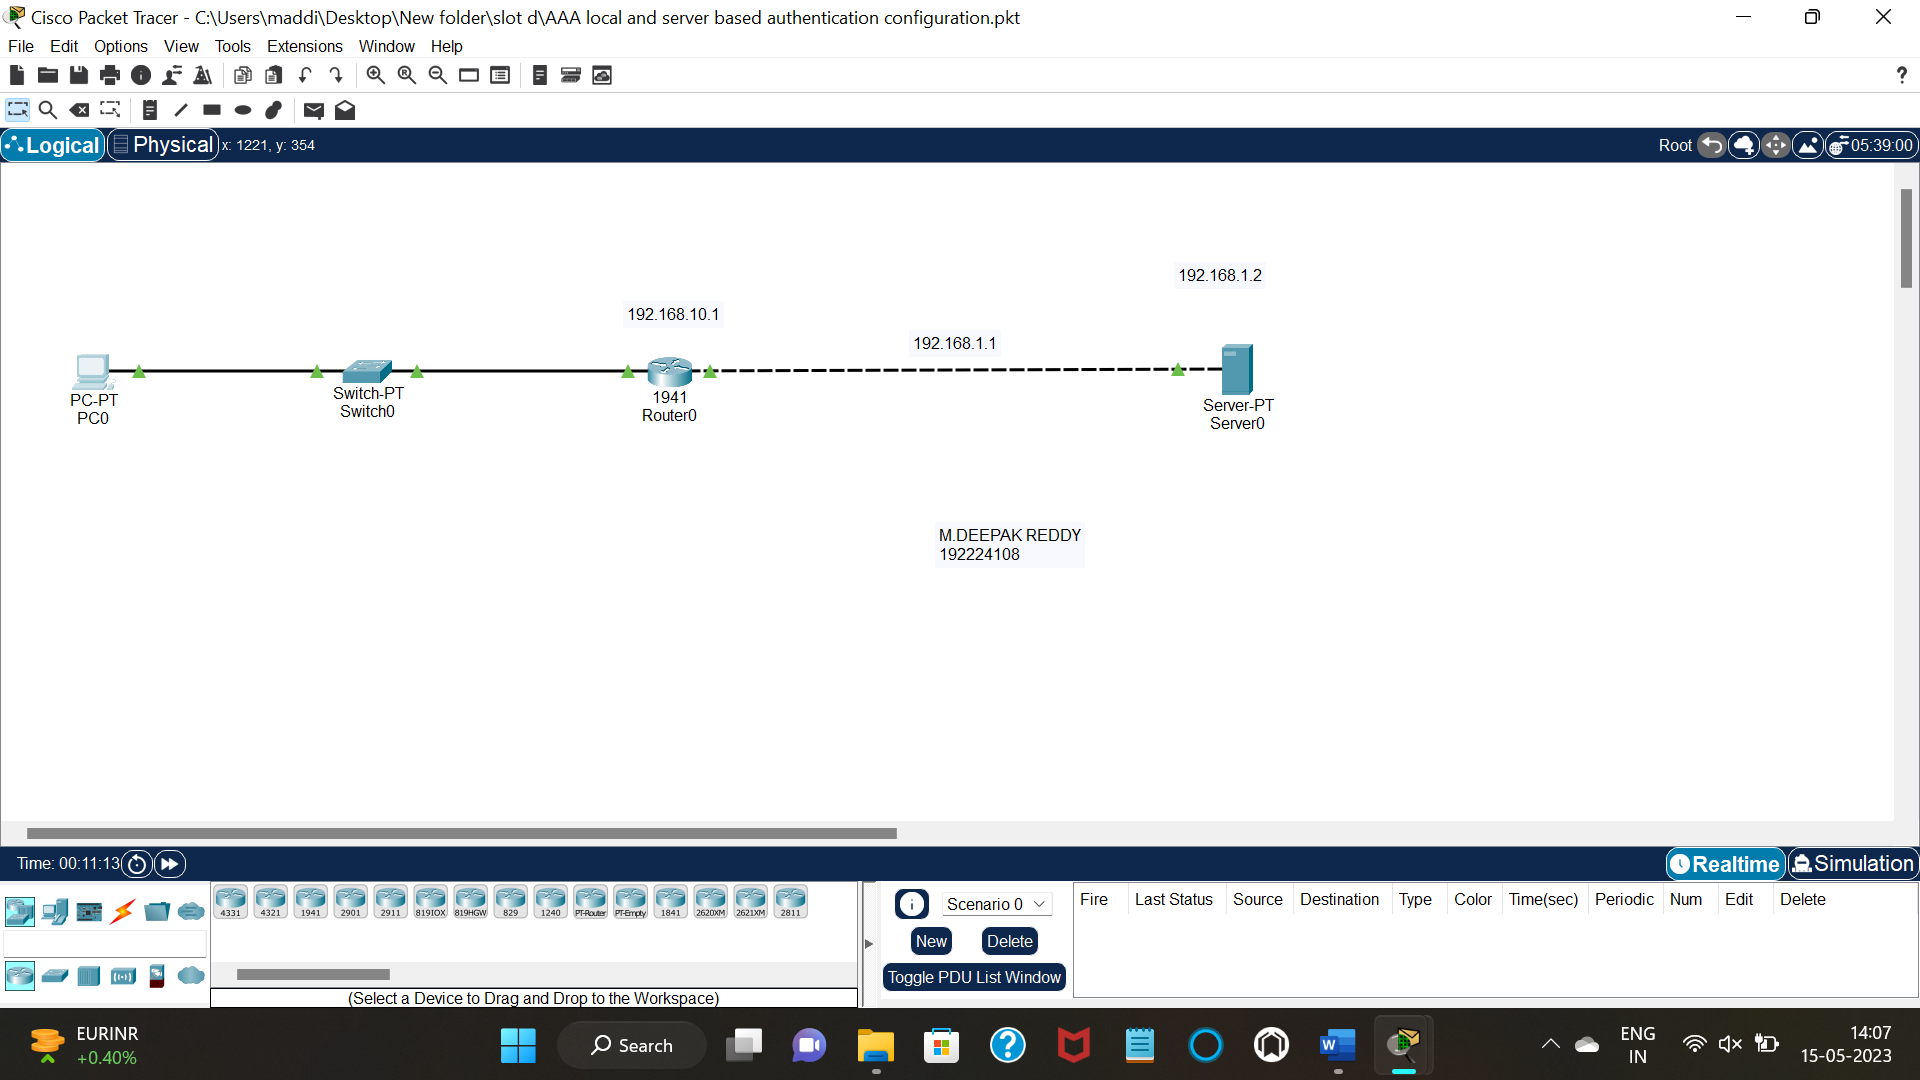 Cisco Packet Tracer - C:\Users\maddi\Desktop\New folder\slot d\AAA local and server based authentication configuration.pkt
File Edit Options View Tools Extensions Window Help
?
Logical Physical x: 1221, y: 354 Root 05:39:00
192.168.1.2
192.168.10.1
192.168.1.1
PC-PT
PC0
Switch-PT
Switch0
1941
Router0
Server-PT
Server0
M.DEEPAK REDDY
192224108
Time: 00:11:13 Realtime Simulation
4331 4321 1941 2901 2911 819IOX 819HGW 829 1240 PT-Router PT-Empty 1841 2620XM 2621XM 2811
(Select a Device to Drag and Drop to the Workspace)
Scenario 0
New Delete
Toggle PDU List Window
Fire Last Status Source Destination Type Color Time(sec) Periodic Num Edit Delete
EURINR
+0.40%
Search
ENG
IN
14:07
15-05-2023